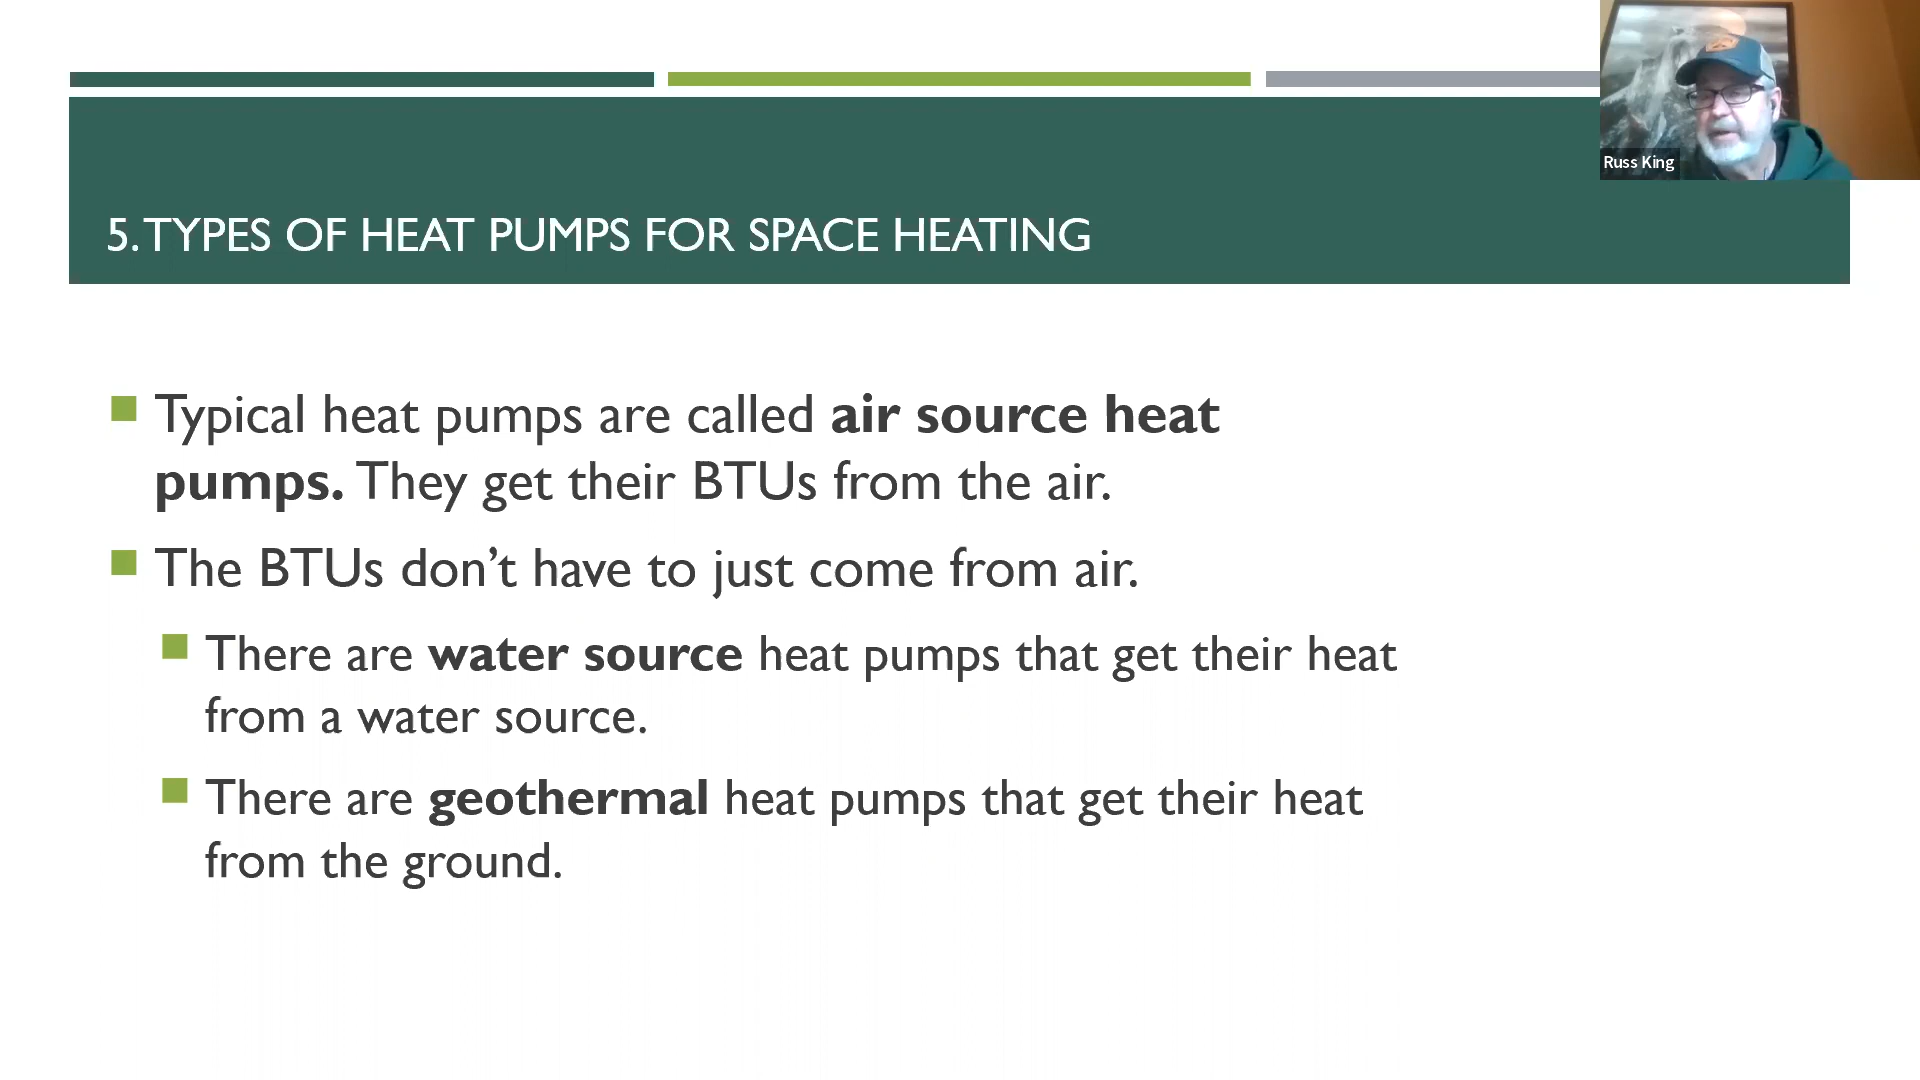 Russ King
5. TYPES OF HEAT PUMPS FOR SPACE HEATING
Typical heat pumps are called air source heat
pumps. They get their BTUs from the air.
The BTUs don’t have to just come from air.
There are water source heat pumps that get their heat
from a water source.
There are geothermal heat pumps that get their heat
from the ground.